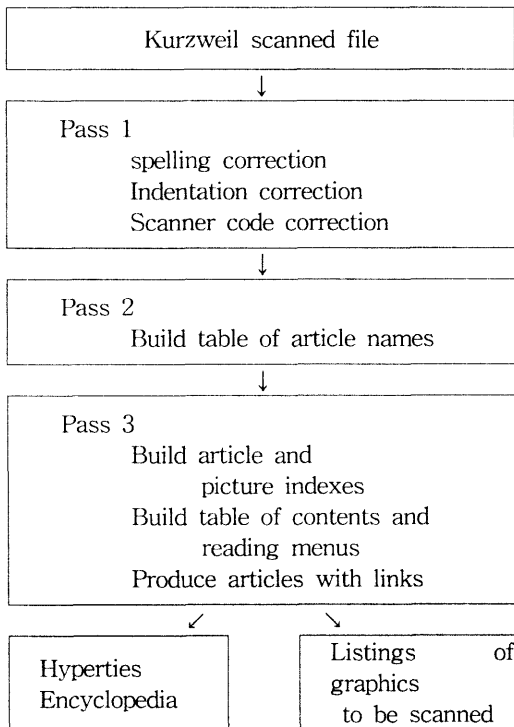 Kurzweil scanned file
↓
Pass 1
spelling correction
Indentation correction
Scanner code correction
↓
Pass 2
Build table of article names
↓
Pass 3
Build article and
picture indexes
Build table of contents and
reading menus
Produce articles with links
↙ ↘
Hyperties
Encyclopedia
Listings of
graphics
to be scanned